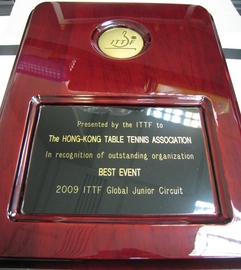 ITTF
Presented by the ITTF to
The HONG-KONG TABLE TENNIS ASSOCIATION
In recognition of outstanding organization
BEST EVENT
2009 ITTF Global Junior Circuit